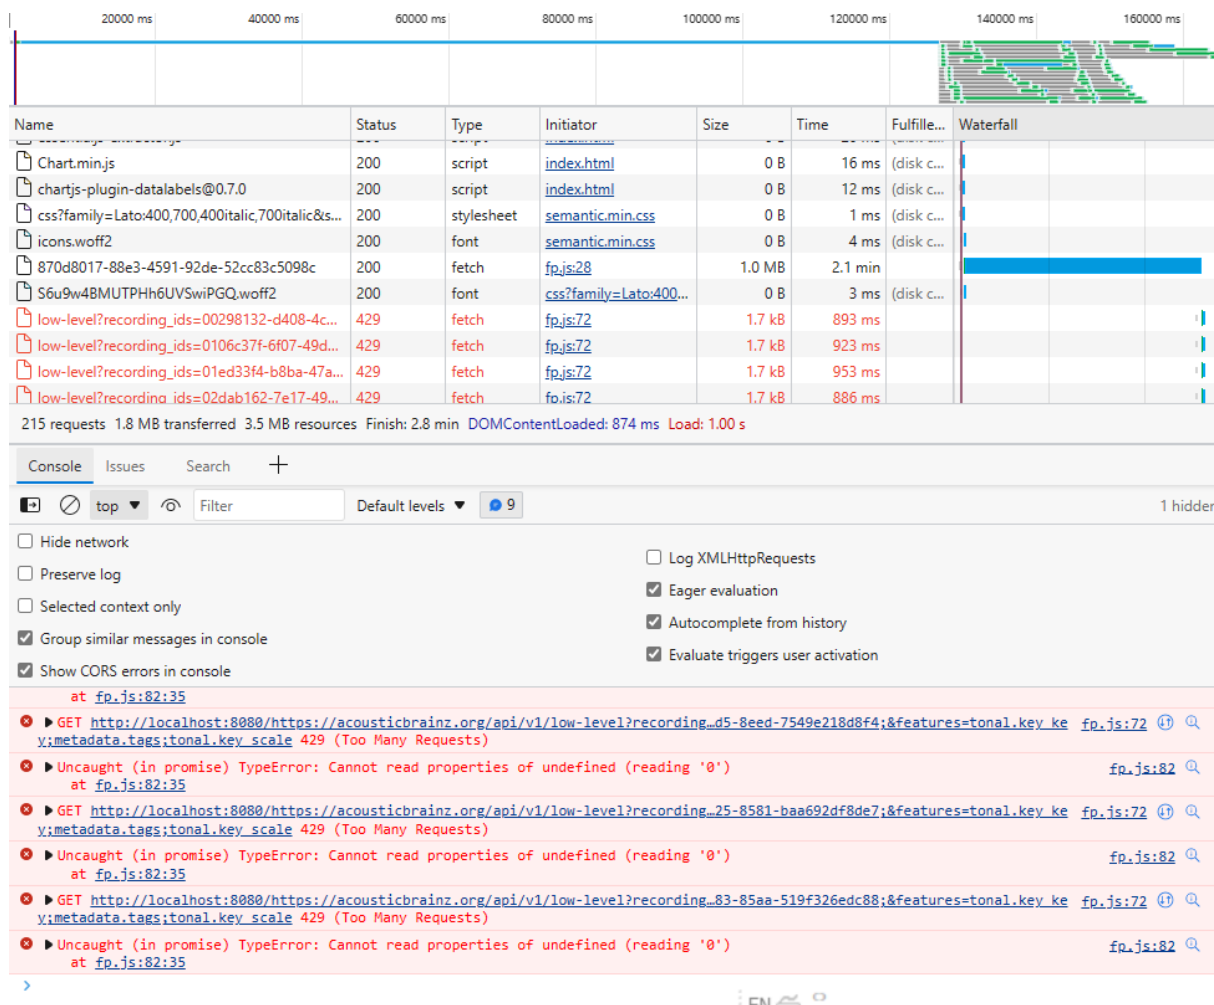 20000 ms 40000 ms 60000 ms 80000 ms 100000 ms 120000 ms 140000 ms 160000 ms
Name Status Type Initiator Size Time Fulfille... Waterfall
Chart.min.js 200 script index.html 0 B 16 ms (disk c...
chartjs-plugin-datalabels@0.7.0 200 script index.html 0 B 12 ms (disk c...
css?family=Lato:400,700,400italic,700italic&s... 200 stylesheet semantic.min.css 0 B 1 ms (disk c...
icons.woff2 200 font semantic.min.css 0 B 4 ms (disk c...
870d8017-88e3-4591-92de-52cc83c5098c 200 fetch fp.js:28 1.0 MB 2.1 min
S6u9w4BMUTPHh6UVSwiPGQ.woff2 200 font css?family=Lato:400... 0 B 3 ms (disk c...
low-level?recording_ids=00298132-d408-4c... 429 fetch fp.js:72 1.7 kB 893 ms
low-level?recording_ids=0106c37f-6f07-49d... 429 fetch fp.js:72 1.7 kB 923 ms
low-level?recording_ids=01ed33f4-b8ba-47a... 429 fetch fp.js:72 1.7 kB 953 ms
low-level?recording_ids=02dab162-7e17-49... 429 fetch fp.js:72 1.7 kB 886 ms
215 requests 1.8 MB transferred 3.5 MB resources Finish: 2.8 min DOMContentLoaded: 874 ms Load: 1.00 s
Console Issues Search
top Filter Default levels 9 1 hidden
Hide network
Log XMLHttpRequests
Preserve log
Eager evaluation
Selected context only
Autocomplete from history
Group similar messages in console
Evaluate triggers user activation
Show CORS errors in console
at fp.js:82:35
GET http://localhost:8080/https://acousticbrainz.org/api/v1/low-level?recording…d5-8eed-7549e218d8f4;&features=tonal.key_ke fp.js:72
y;metadata.tags;tonal.key_scale 429 (Too Many Requests)
Uncaught (in promise) TypeError: Cannot read properties of undefined (reading '0') fp.js:82
at fp.js:82:35
GET http://localhost:8080/https://acousticbrainz.org/api/v1/low-level?recording…25-8581-baa692df8de7;&features=tonal.key_ke fp.js:72
y;metadata.tags;tonal.key_scale 429 (Too Many Requests)
Uncaught (in promise) TypeError: Cannot read properties of undefined (reading '0') fp.js:82
at fp.js:82:35
GET http://localhost:8080/https://acousticbrainz.org/api/v1/low-level?recording…83-85aa-519f326edc88;&features=tonal.key_ke fp.js:72
y;metadata.tags;tonal.key_scale 429 (Too Many Requests)
Uncaught (in promise) TypeError: Cannot read properties of undefined (reading '0') fp.js:82
at fp.js:82:35
EN